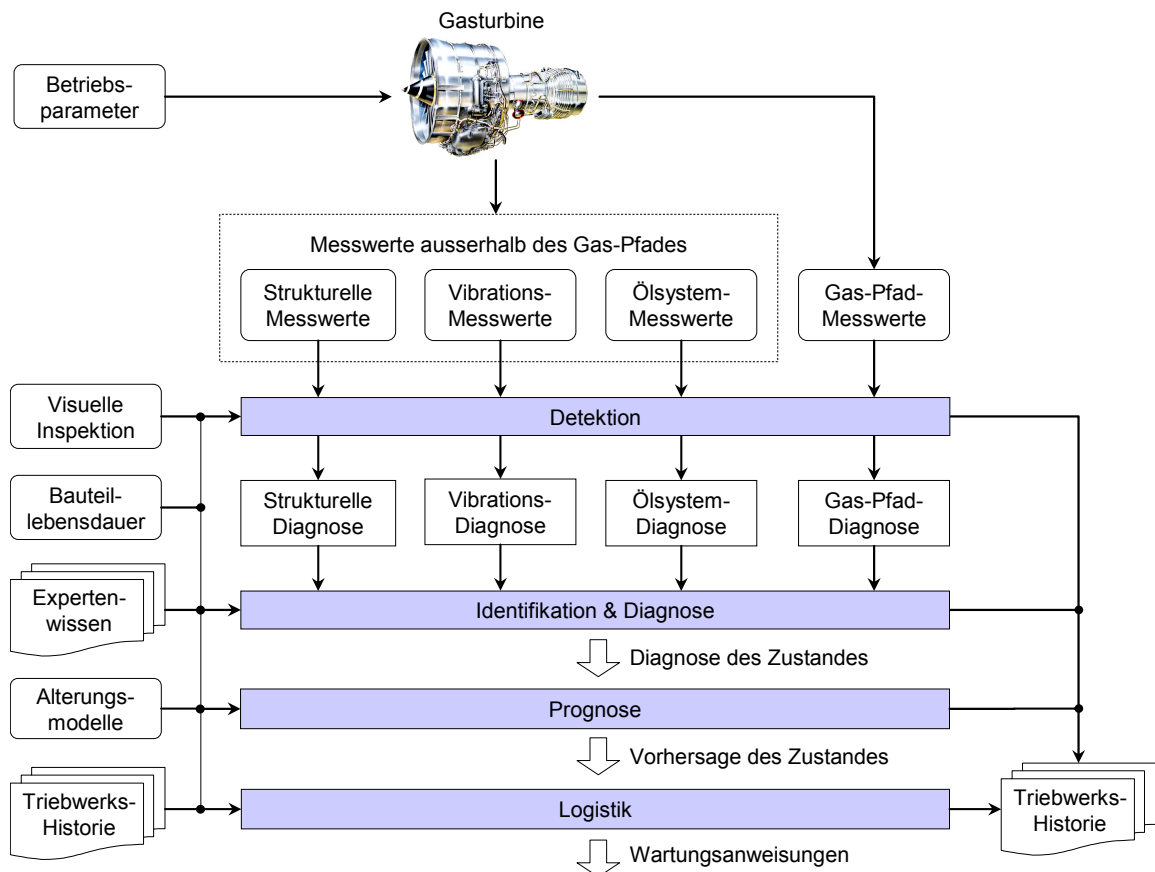 Gasturbine
Betriebs-
parameter
Messwerte ausserhalb des Gas-Pfades
Strukturelle
Messwerte
Vibrations-
Messwerte
Ölsystem-
Messwerte
Gas-Pfad-
Messwerte
Visuelle
Inspektion
Detektion
Bauteil-
lebensdauer
Strukturelle
Diagnose
Vibrations-
Diagnose
Ölsystem-
Diagnose
Gas-Pfad-
Diagnose
Experten-
wissen
Identifikation & Diagnose
Diagnose des Zustandes
Alterungs-
modelle
Prognose
Vorhersage des Zustandes
Triebwerks-
Historie
Logistik
Triebwerks-
Historie
Wartungsanweisungen